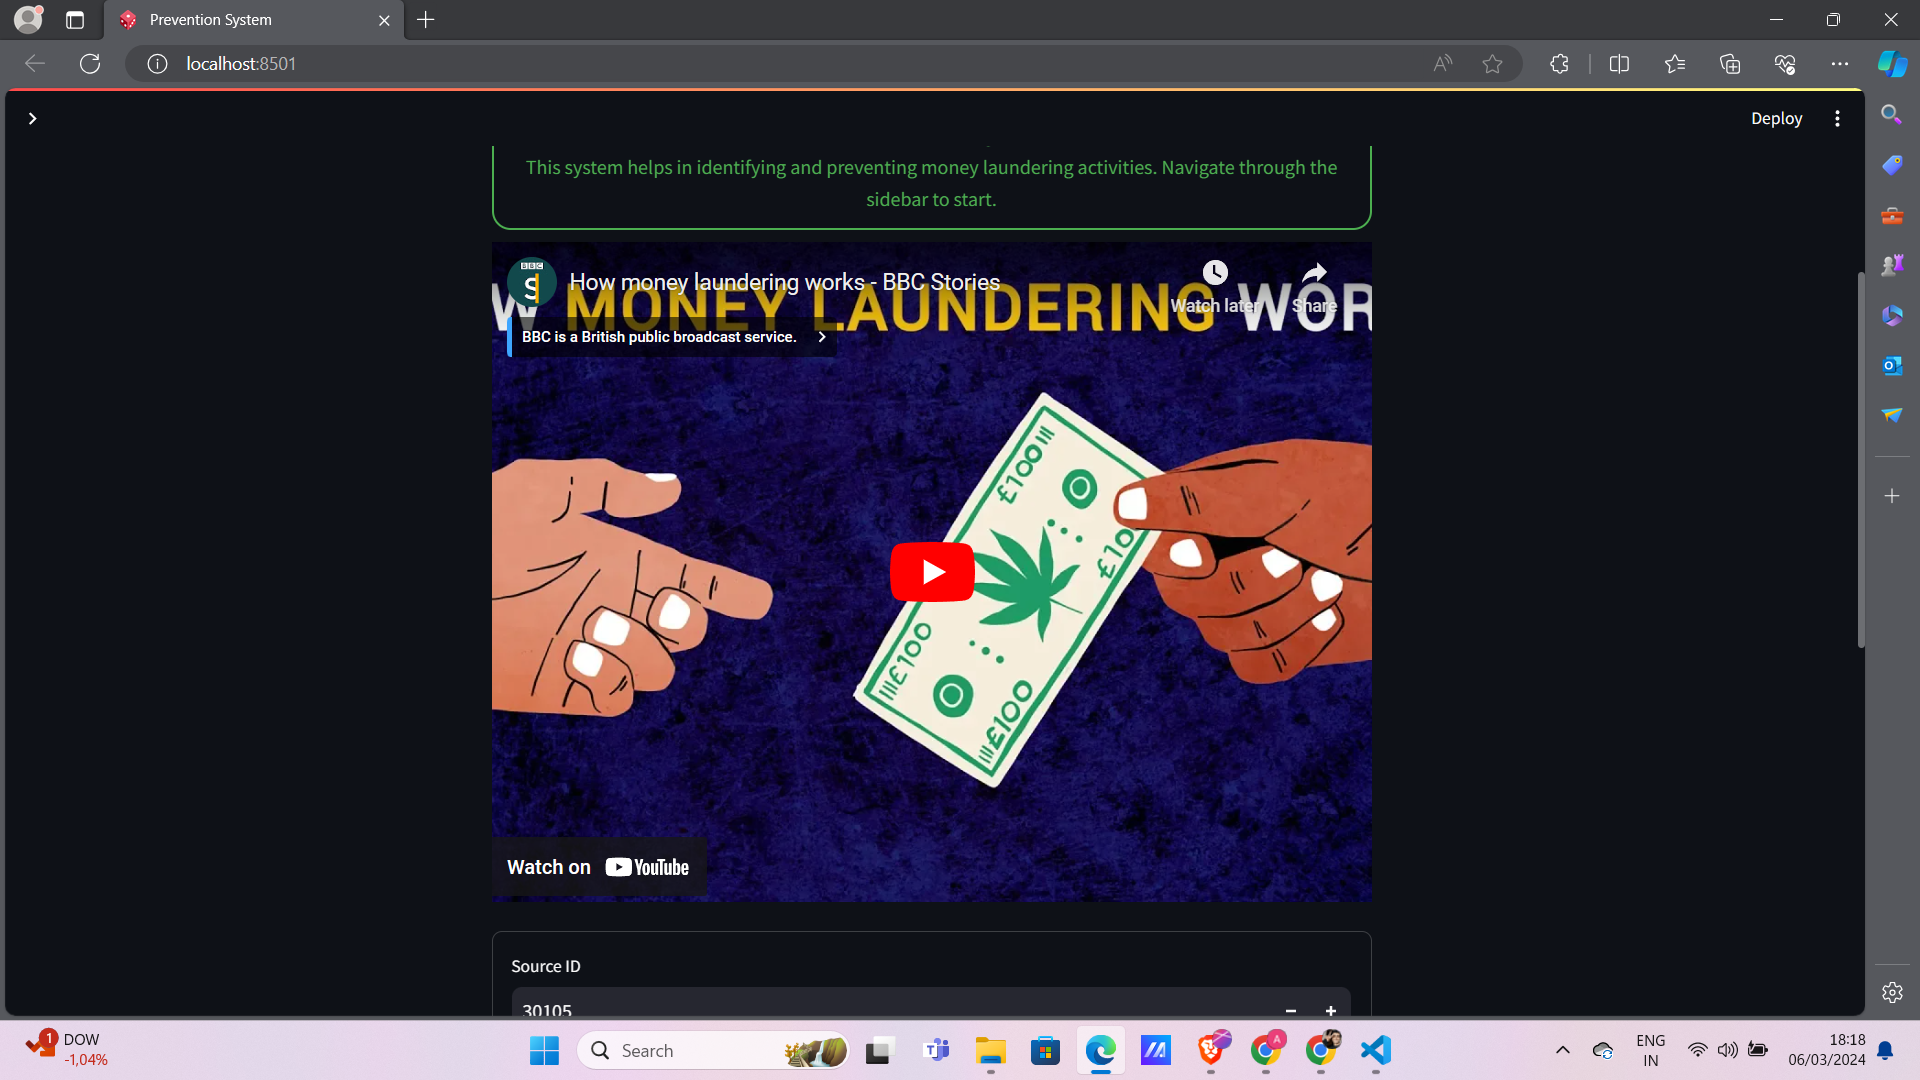 Prevention System
localhost:8501
Deploy
This system helps in identifying and preventing money laundering activities. Navigate through the
sidebar to start.
BBC
S
How money laundering works - BBC Stories
Watch later
Share
W MONEY LAUNDERING WOR
BBC is a British public broadcast service.
£100
£10
£100
£100
Watch on YouTube
Source ID
30105
1
DOW
-1,04%
Search
A
ENG
IN
18:18
06/03/2024